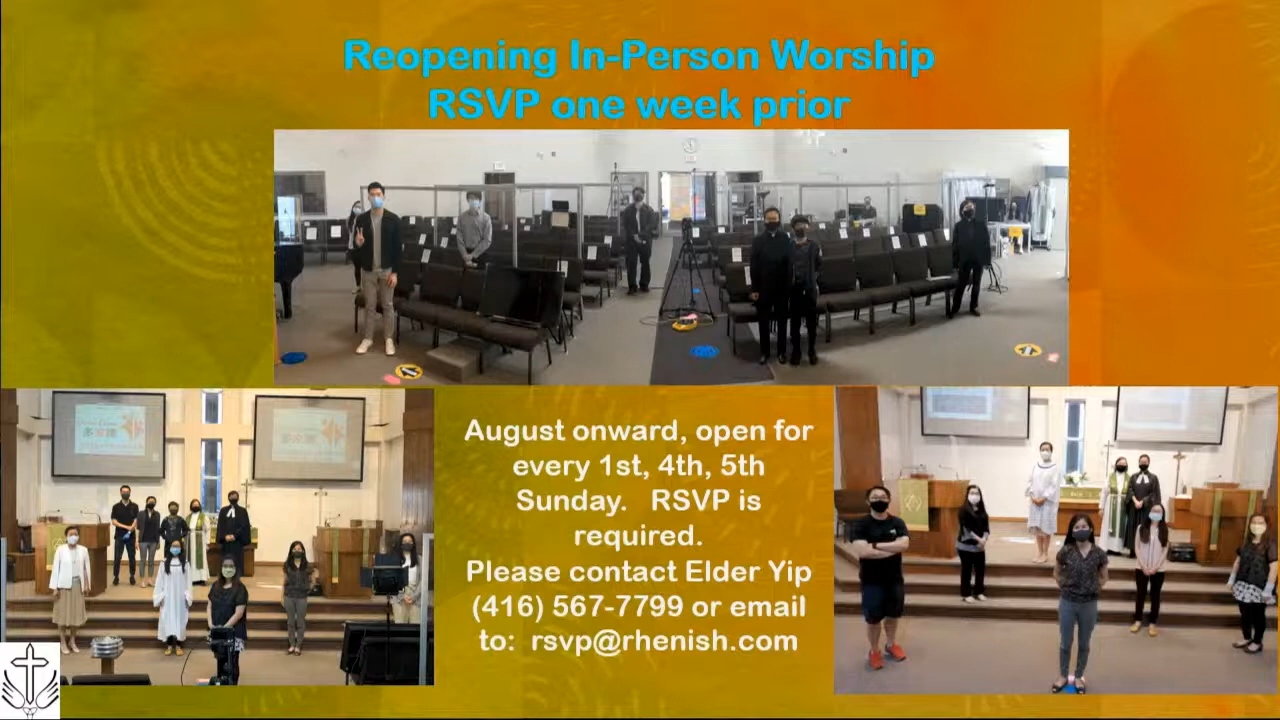 Reopening In-Person Worship
RSVP one week prior
August onward, open for
every 1st, 4th, 5th
Sunday. RSVP is
required.
Please contact Elder Yip
(416) 567-7799 or email
to: rsvp@rhenish.com